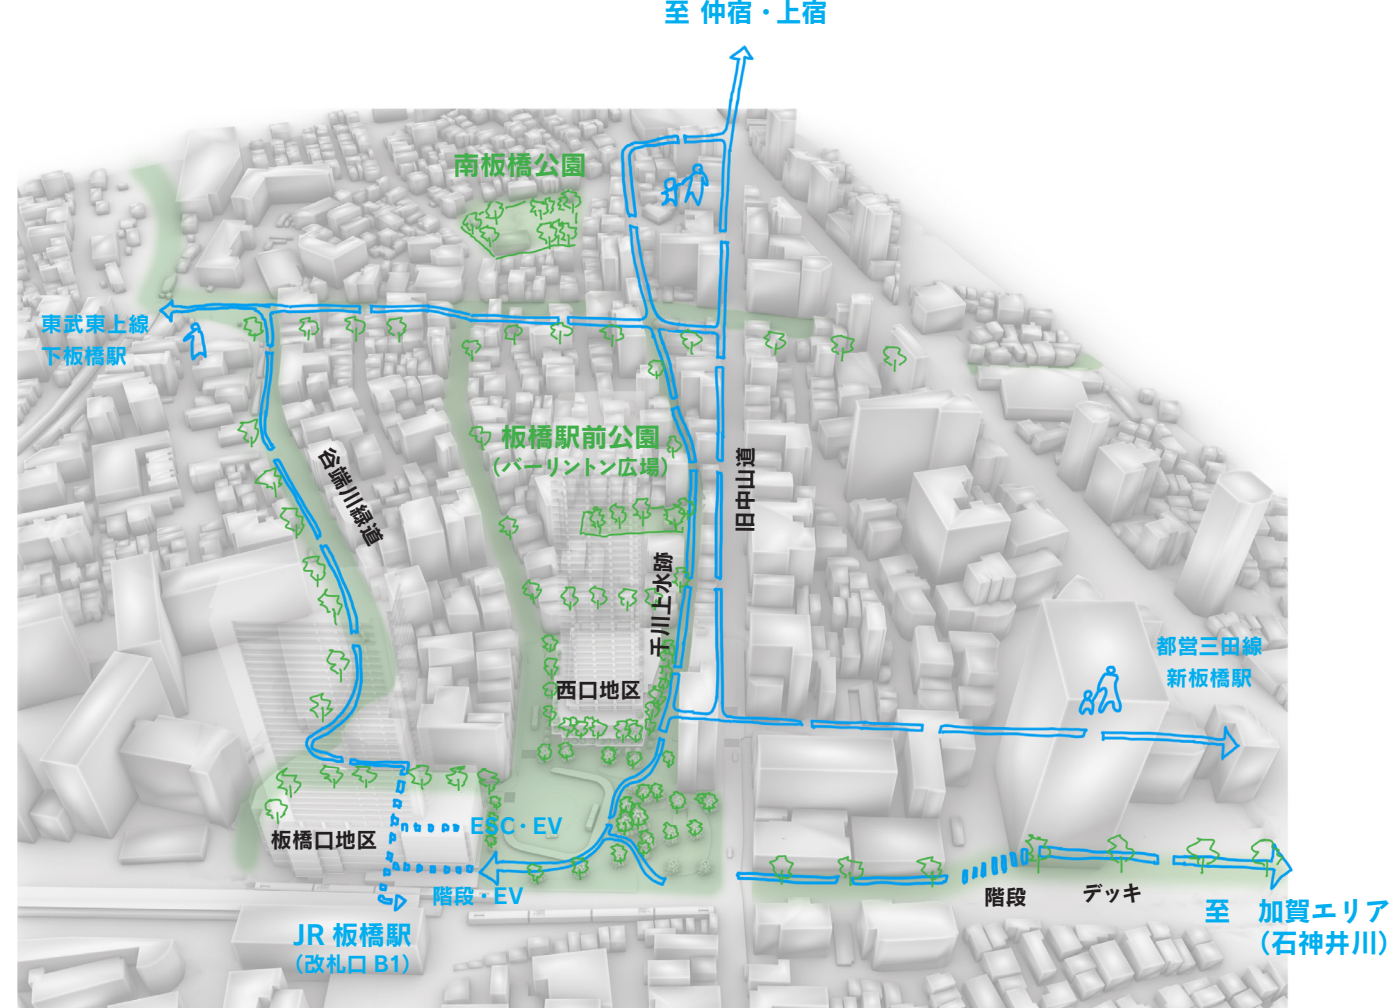 至 仲宿・上宿
南板橋公園
東武東上線
下板橋駅
板橋駅前公園
(バーリントン広場)
谷端川緑道
旧中山道
千川上水跡
都営三田線
新板橋駅
西口地区
板橋口地区
ESC・EV
階段・EV
階段
デッキ
至 加賀エリア
(石神井川)
JR 板橋駅
(改札口 B1)